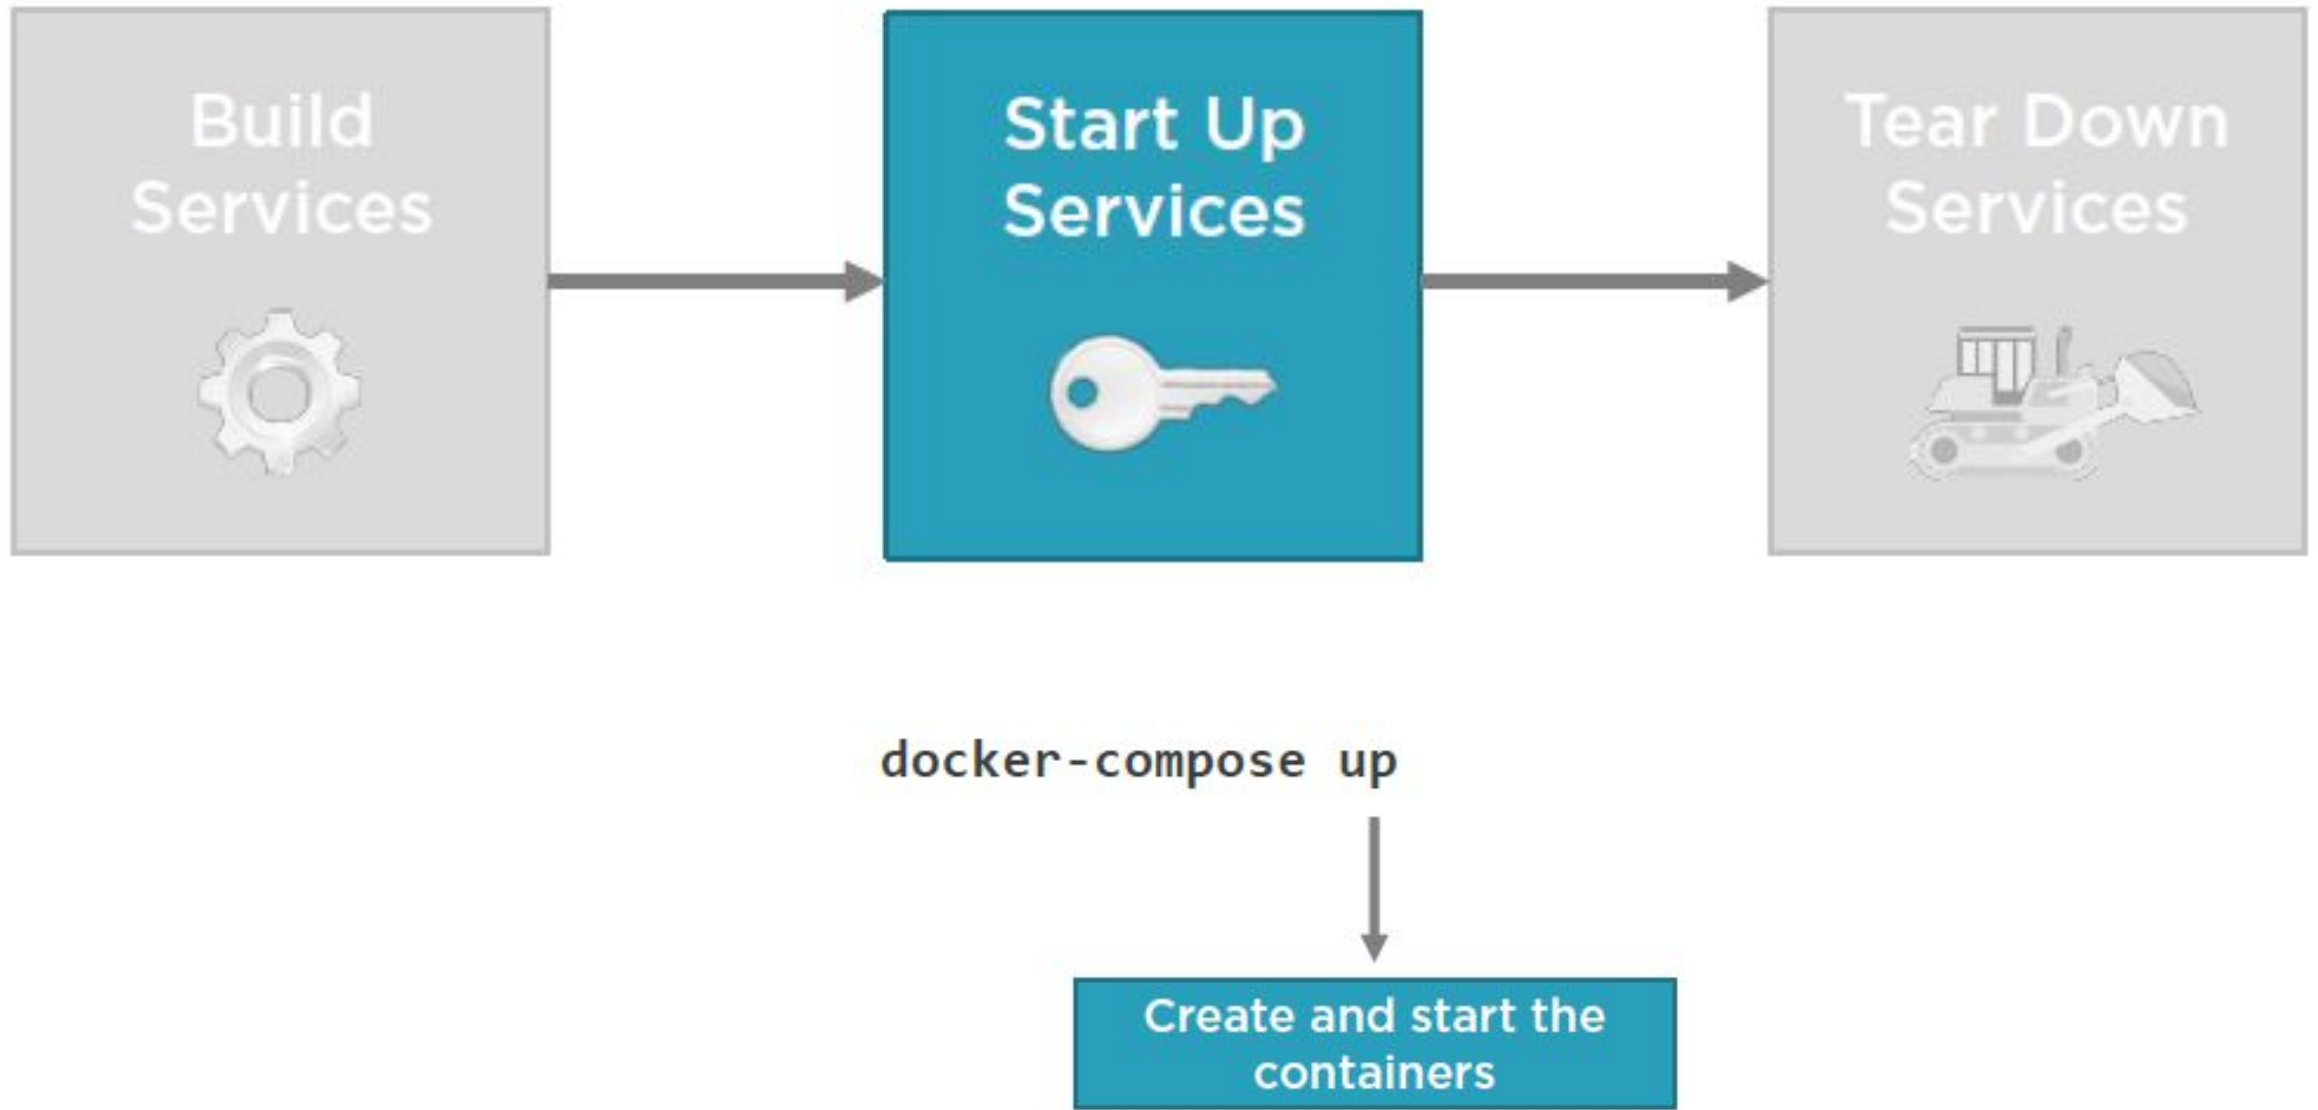 Build
Services
Start Up
Services
Tear Down
Services
docker-compose up
Create and start the
containers